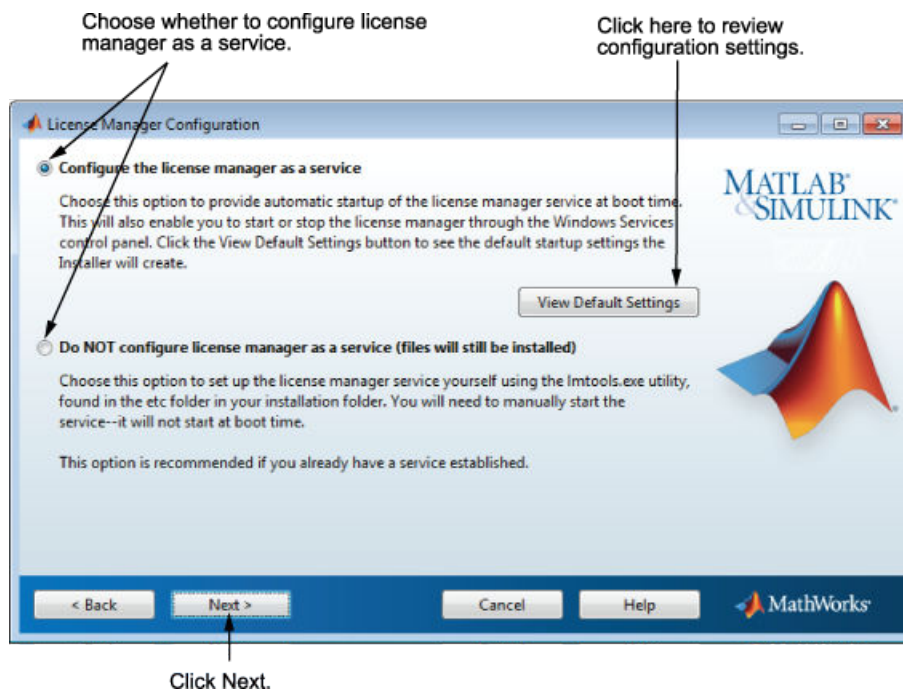 Choose whether to configure license
manager as a service.
Click here to review
configuration settings.
License Manager Configuration
Configure the license manager as a service
Choose this option to provide automatic startup of the license manager service at boot time.
This will also enable you to start or stop the license manager through the Windows Services
control panel. Click the View Default Settings button to see the default startup settings the
Installer will create.
MATLAB®
&SIMULINK®
View Default Settings
Do NOT configure license manager as a service (files will still be installed)
Choose this option to set up the license manager service yourself using the lmtools.exe utility,
found in the etc folder in your installation folder. You will need to manually start the
service--it will not start at boot time.
This option is recommended if you already have a service established.
< Back
Next >
Cancel
Help
MathWorks®
Click Next.